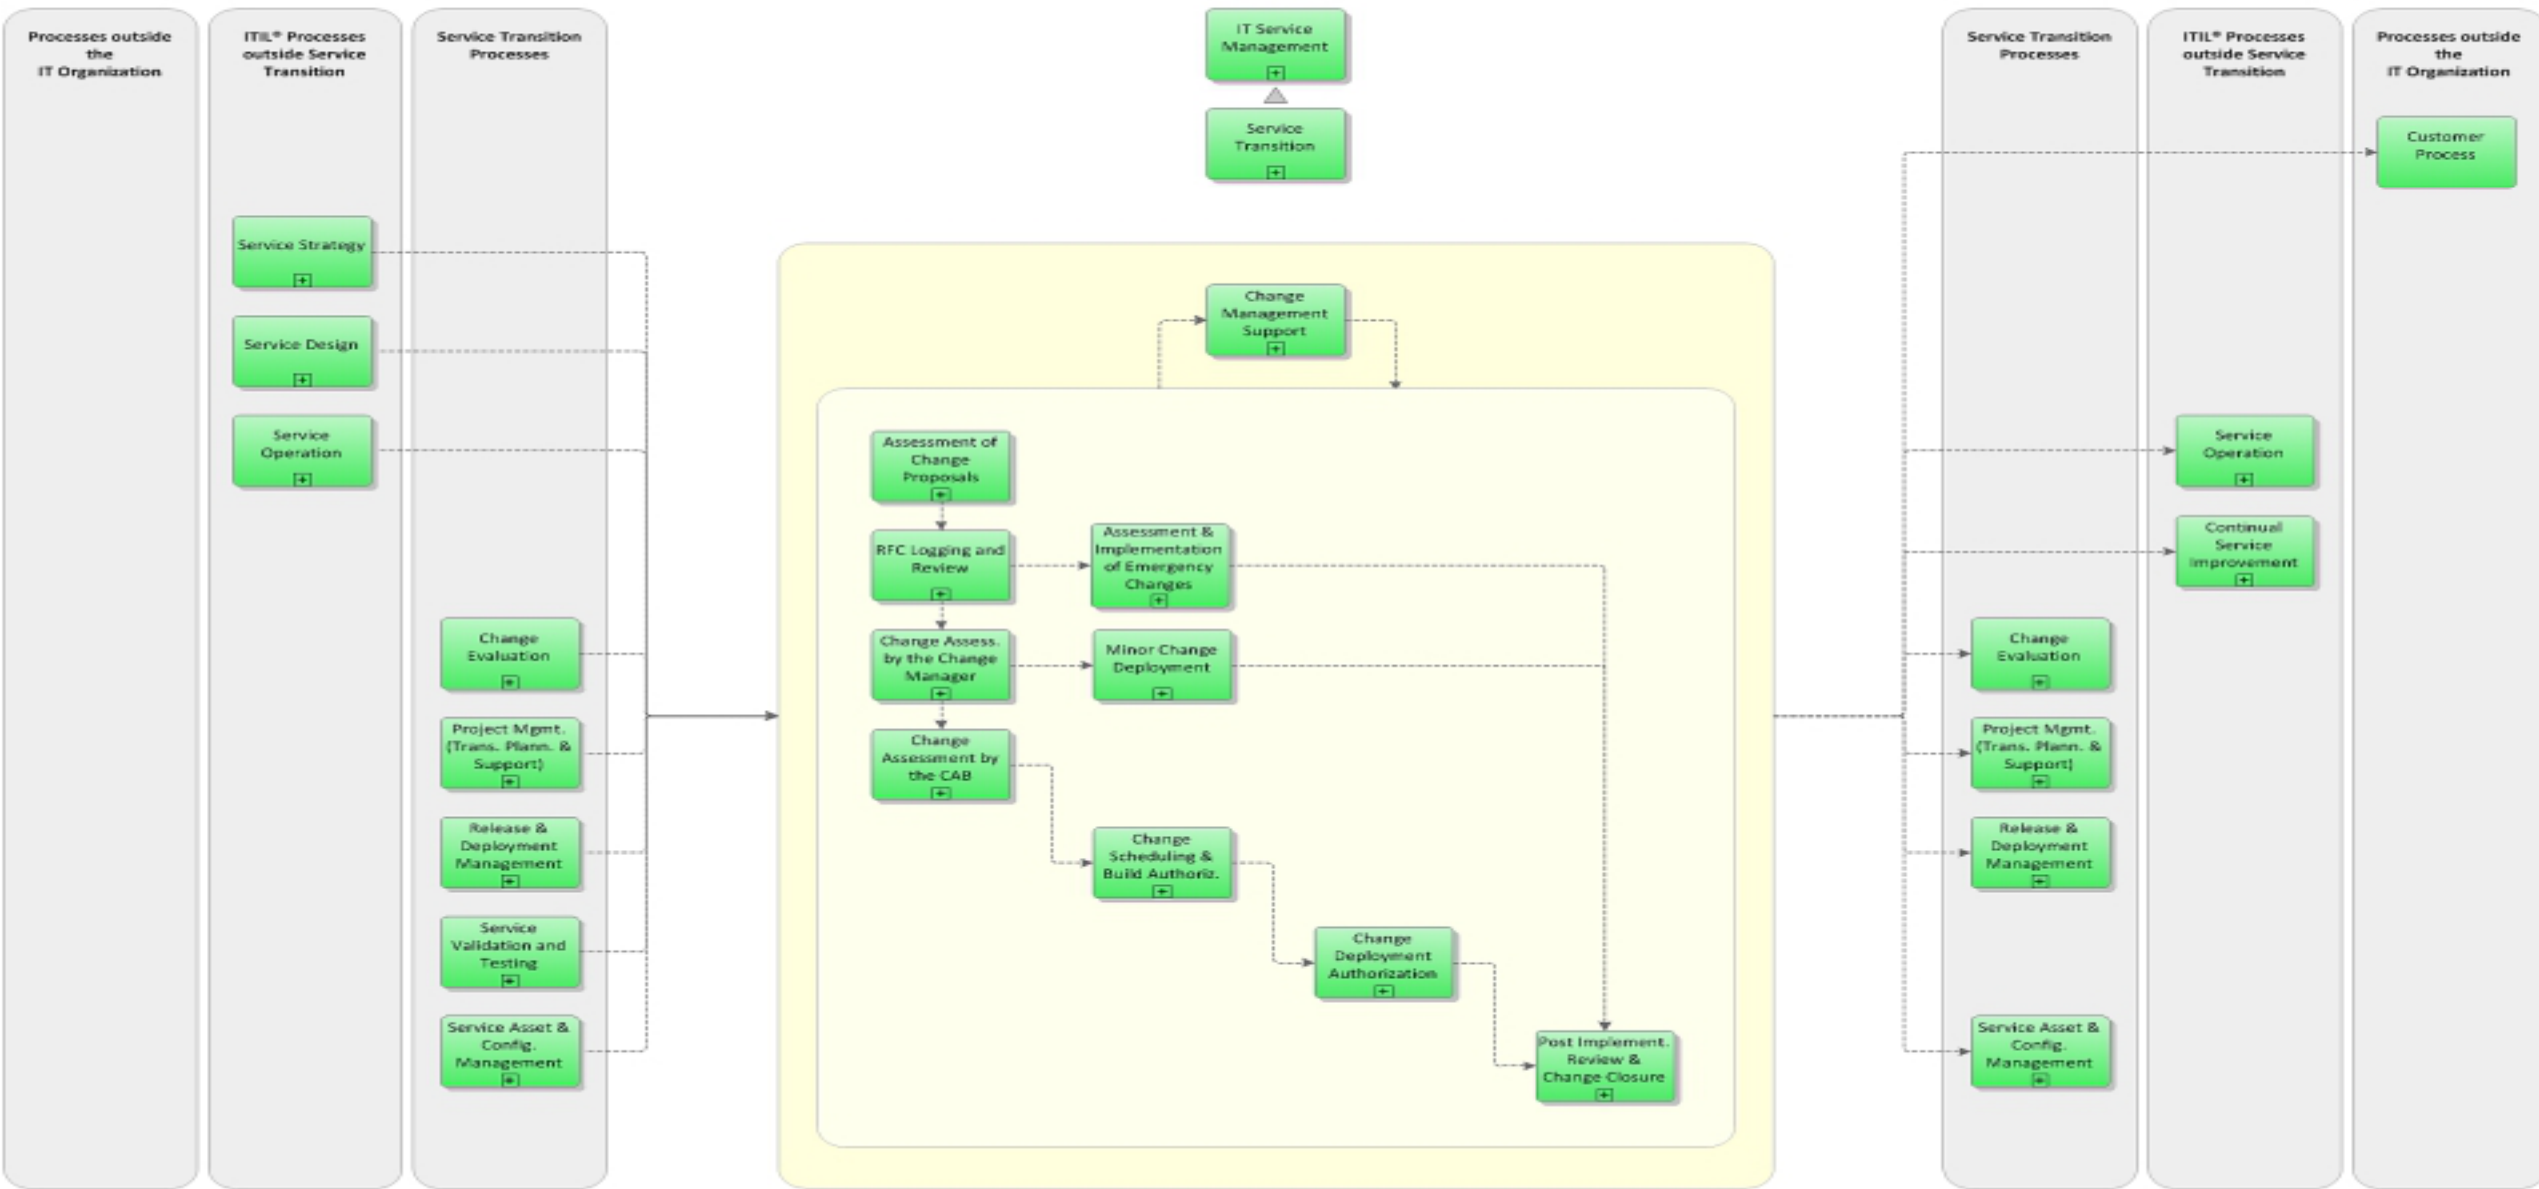 Processes outside
the
IT Organization
ITIL® Processes
outside Service
Transition
Service Transition
Processes
IT Service
Management
Service
Transition
Service Transition
Processes
ITIL® Processes
outside Service
Transition
Processes outside
the
IT Organization
Customer
Process
Service Strategy
Service Design
Service
Operation
Change
Evaluation
Project Mgmt.
(Trans. Plann. &
Support)
Release &
Deployment
Management
Service
Validation and
Testing
Service Asset &
Config.
Management
Change
Management
Support
Assessment of
Change
Proposals
RFC Logging and
Review
Assessment &
Implementation
of Emergency
Changes
Change Assess.
by the Change
Manager
Minor Change
Deployment
Change
Assessment by
the CAB
Change
Scheduling &
Build Authoriz.
Change
Deployment
Authorization
Post Implement.
Review &
Change Closure
Service
Operation
Continual
Service
Improvement
Change
Evaluation
Project Mgmt.
(Trans. Plann. &
Support)
Release &
Deployment
Management
Service Asset &
Config.
Management